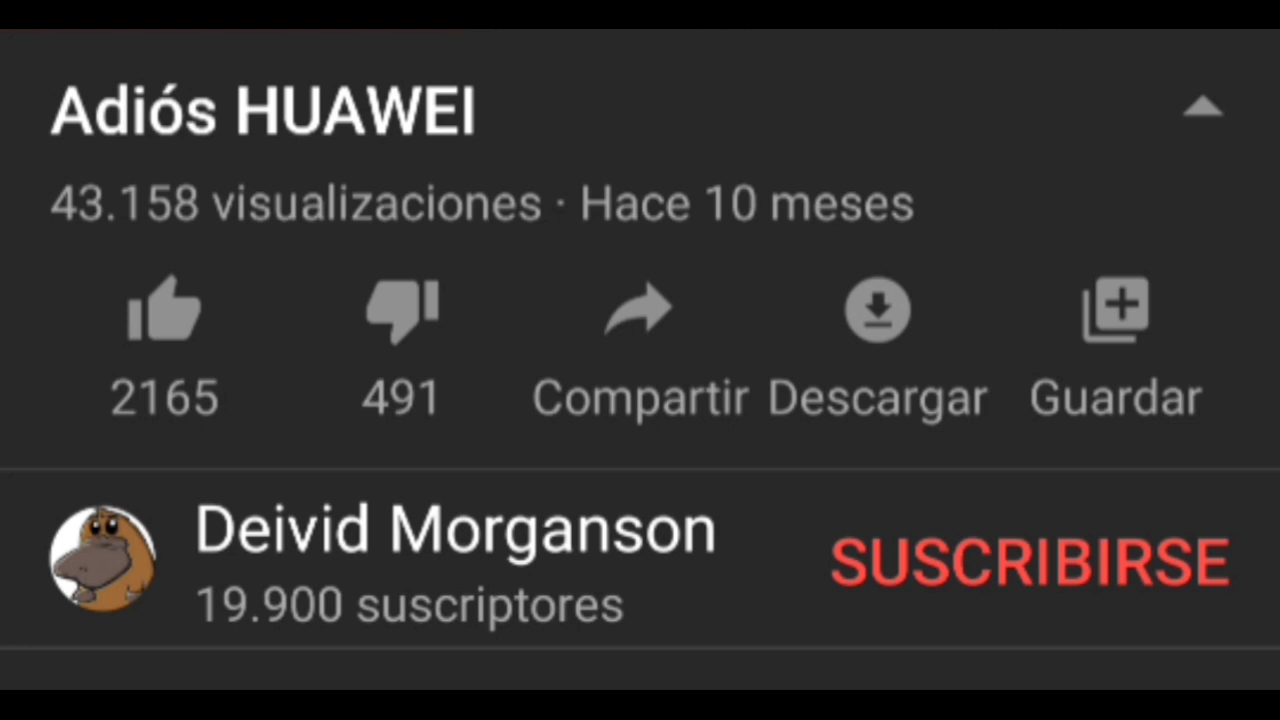 Adiós HUAWEI
43.158 visualizaciones · Hace 10 meses
2165 491 Compartir Descargar Guardar
Deivid Morganson
SUSCRIBIRSE
19.900 suscriptores